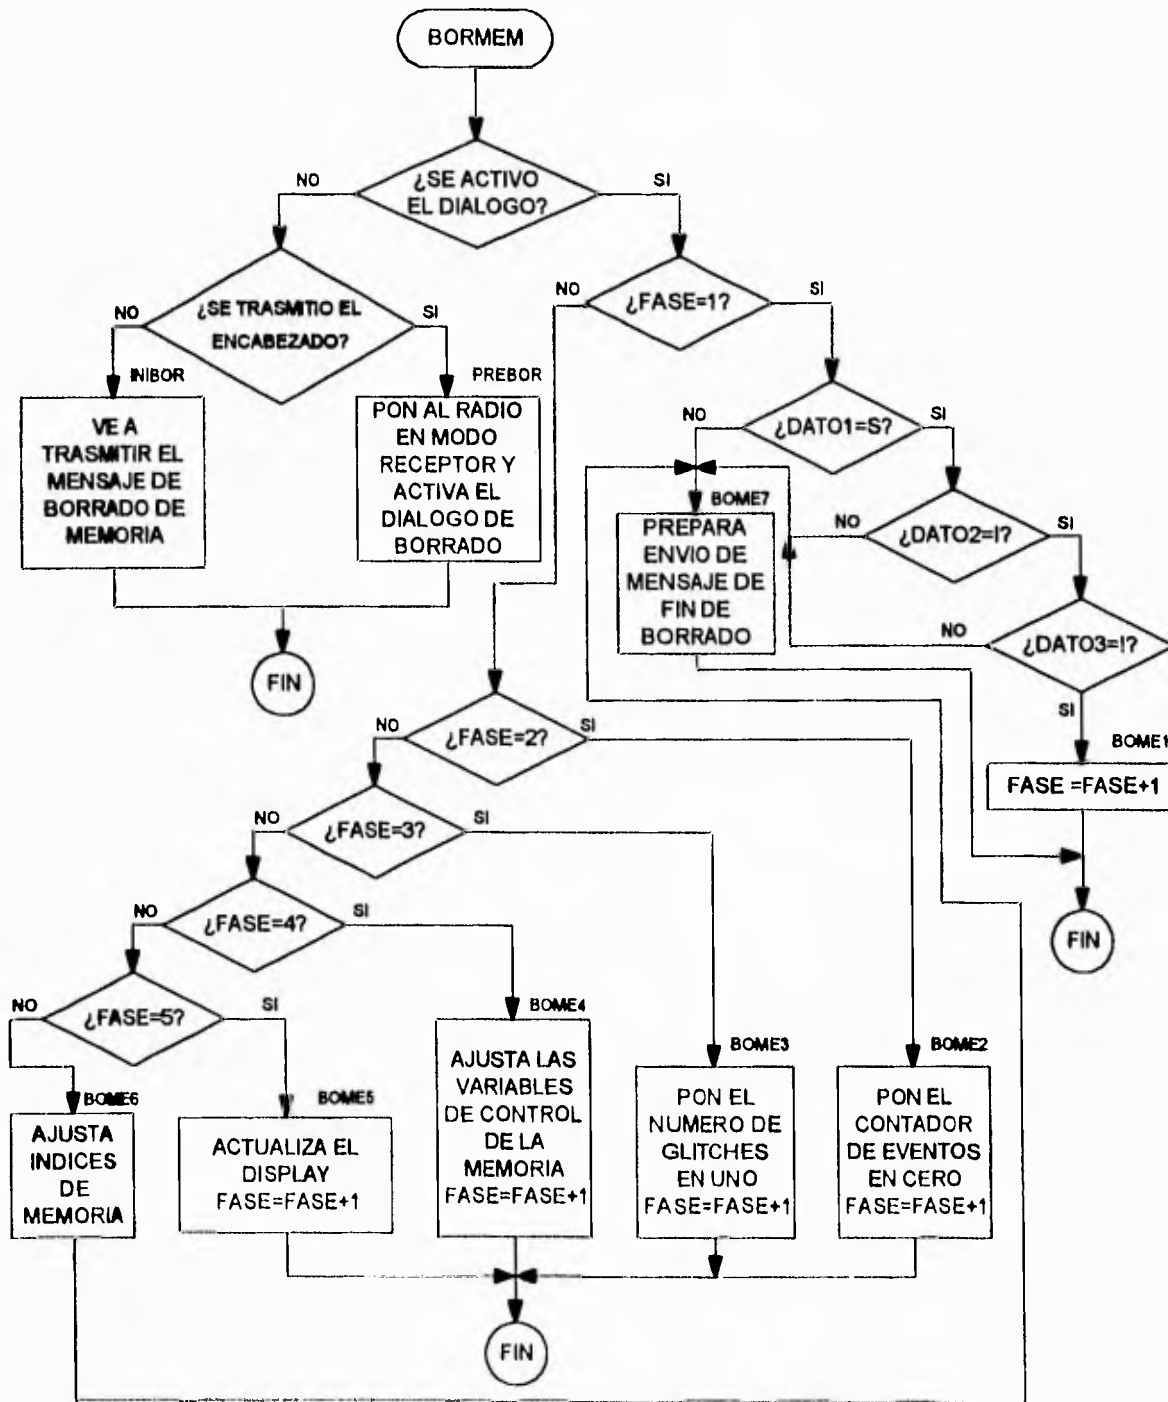 BORMEM
¿SE ACTIVO
EL DIALOGO?
NO
SI
¿SE TRASMITIO EL
ENCABEZADO?
NO
SI
¿FASE=1?
NO
SI
INIBOR
VE A
TRASMITIR EL
MENSAJE DE
BORRADO DE
MEMORIA
PREBOR
PON AL RADIO
EN MODO
RECEPTOR Y
ACTIVA EL
DIALOGO DE
BORRADO
FIN
¿DATO1=S?
NO
SI
¿DATO2=I?
NO
SI
¿DATO3=!?
NO
SI
BOME7
PREPARA
ENVIO DE
MENSAJE DE
FIN DE
BORRADO
BOME1
FASE =FASE+1
FIN
¿FASE=2?
NO
SI
¿FASE=3?
NO
SI
¿FASE=4?
NO
SI
¿FASE=5?
NO
SI
BOME6
AJUSTA
INDICES
DE
MEMORIA
BOME5
ACTUALIZA EL
DISPLAY
FASE=FASE+1
BOME4
AJUSTA LAS
VARIABLES
DE CONTROL
DE LA
MEMORIA
FASE=FASE+1
BOME3
PON EL
NUMERO DE
GLITCHES
EN UNO
FASE=FASE+1
BOME2
PON EL
CONTADOR
DE EVENTOS
EN CERO
FASE=FASE+1
FIN